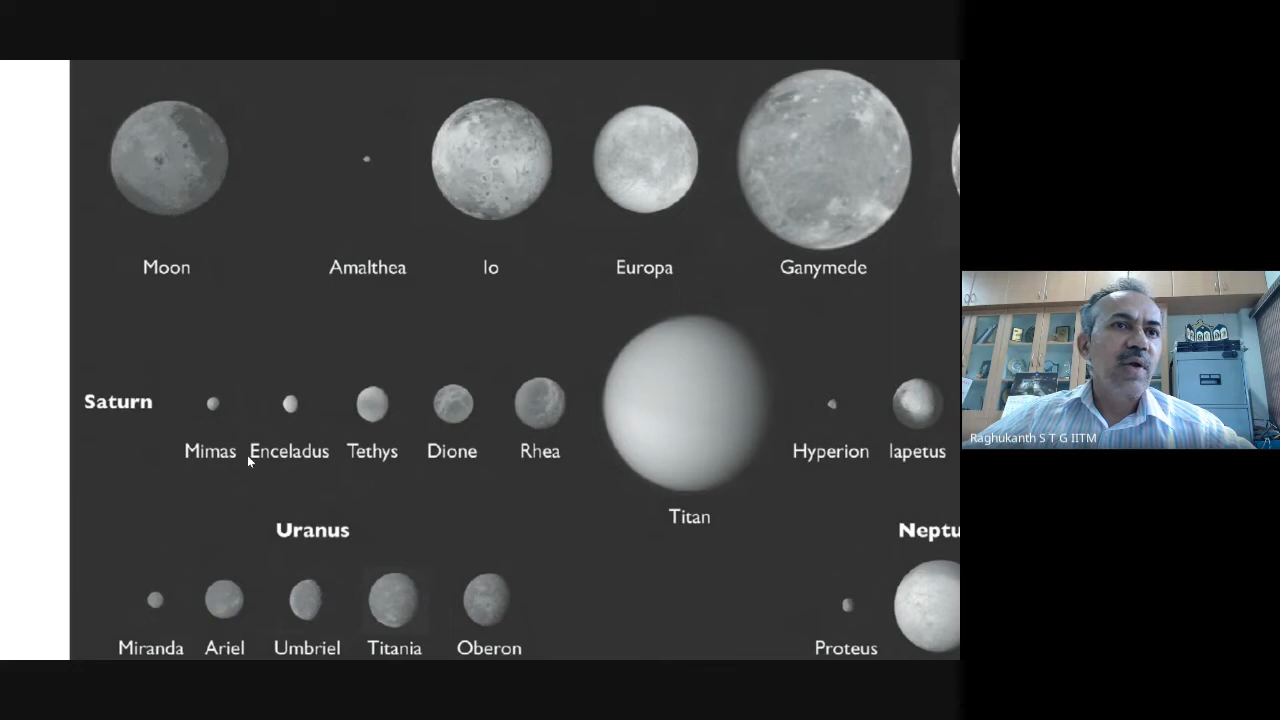 Moon Amalthea Io Europa Ganymede
Saturn
Mimas Enceladus Tethys Dione Rhea Hyperion Iapetus
Titan
Uranus
Miranda Ariel Umbriel Titania Oberon Proteus
Raghukanth S T G IITM